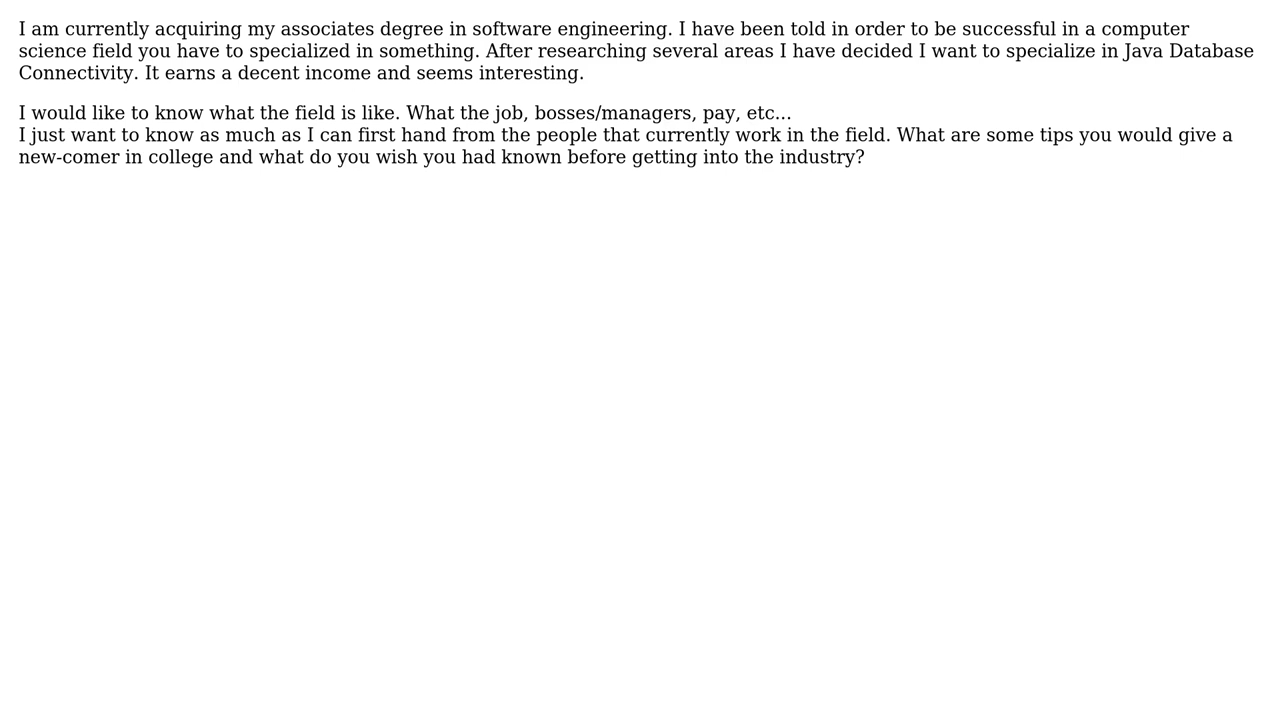 I am currently acquiring my associates degree in software engineering. I have been told in order to be successful in a computer
science field you have to specialized in something. After researching several areas I have decided I want to specialize in Java Database
Connectivity. It earns a decent income and seems interesting.
I would like to know what the field is like. What the job, bosses/managers, pay, etc...
I just want to know as much as I can first hand from the people that currently work in the field. What are some tips you would give a
new-comer in college and what do you wish you had known before getting into the industry?